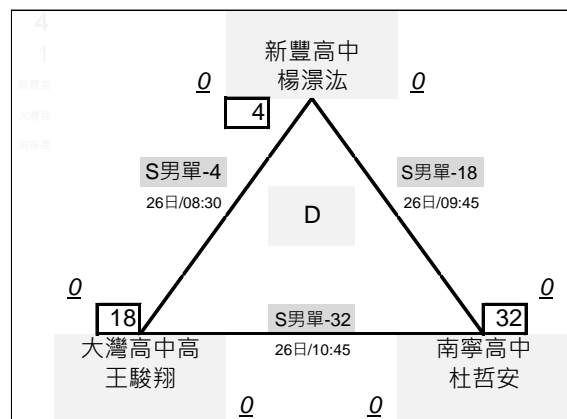 4
1
新豐高中
楊澋汯
0
0
4
S男單-4
26日/08:30
S男單-18
26日/09:45
D
0
0
18
S男單-32
32
大灣高中高
王駿翔
26日/10:45
南寧高中
杜哲安
0
0